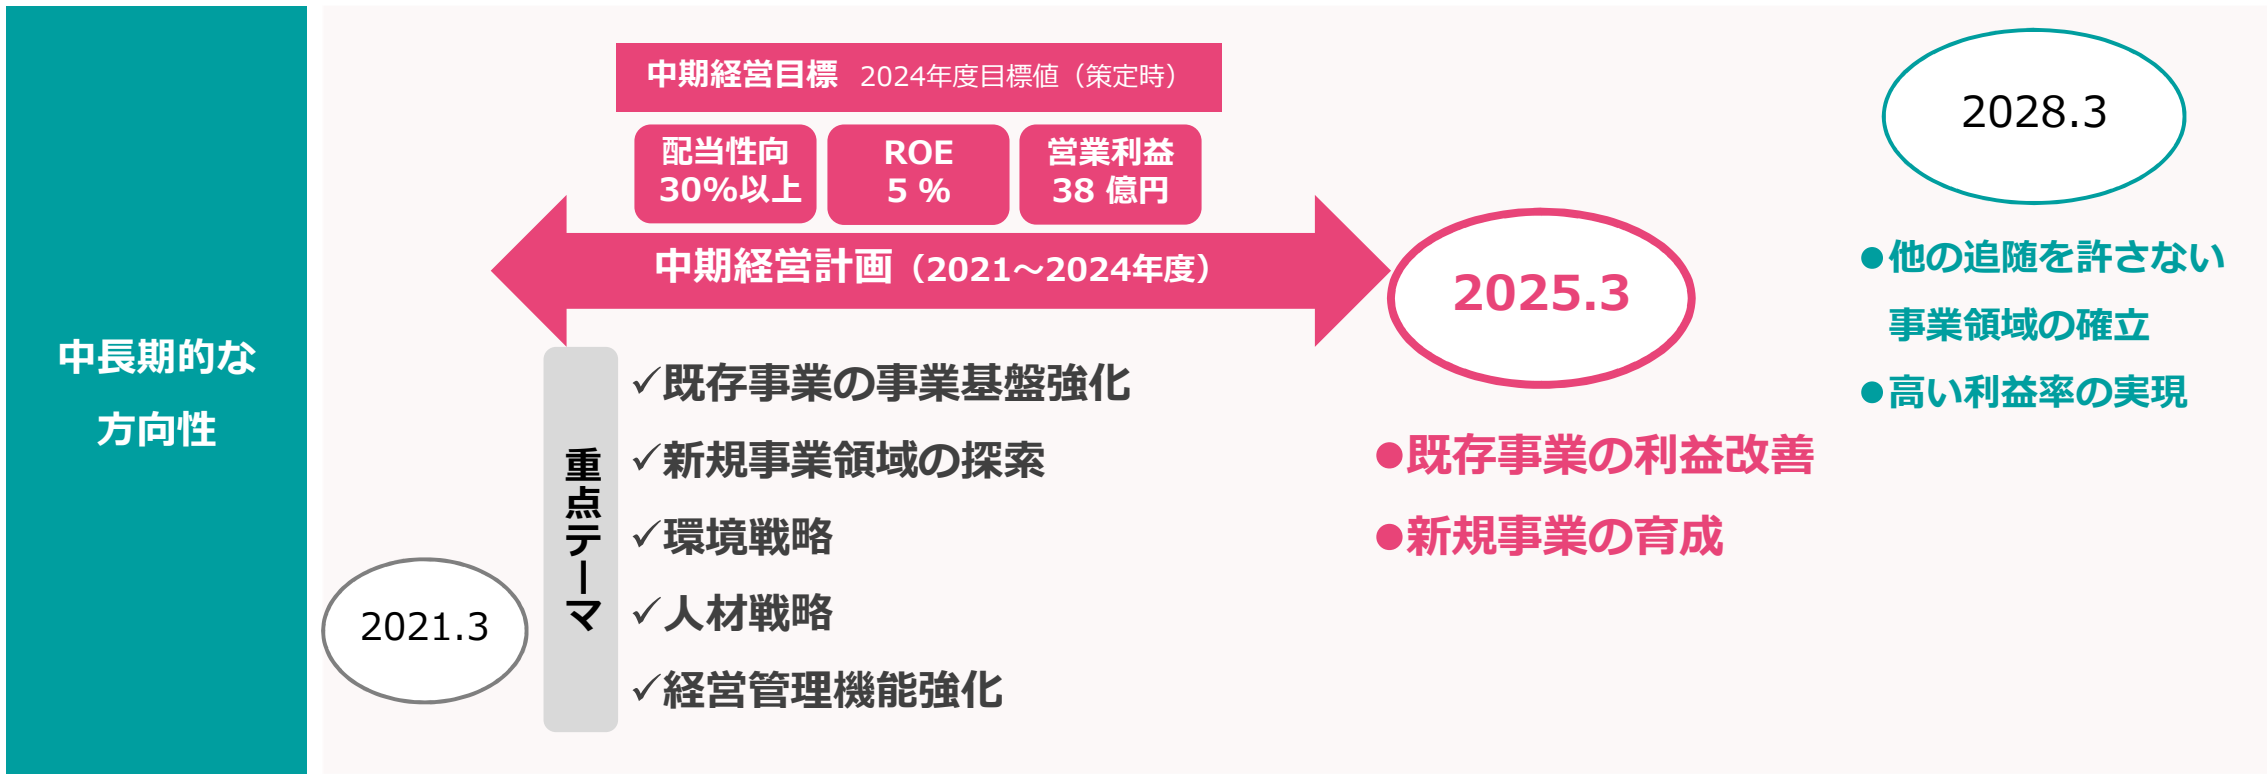 中長期的な
方向性
中期経営目標 2024年度目標値（策定時）
配当性向
30%以上
ROE
5 %
営業利益
38 億円
中期経営計画（2021～2024年度）
2021.3
重点テーマ
✓既存事業の事業基盤強化
✓新規事業領域の探索
✓環境戦略
✓人材戦略
✓経営管理機能強化
2025.3
●既存事業の利益改善
●新規事業の育成
2028.3
●他の追随を許さない
事業領域の確立
●高い利益率の実現